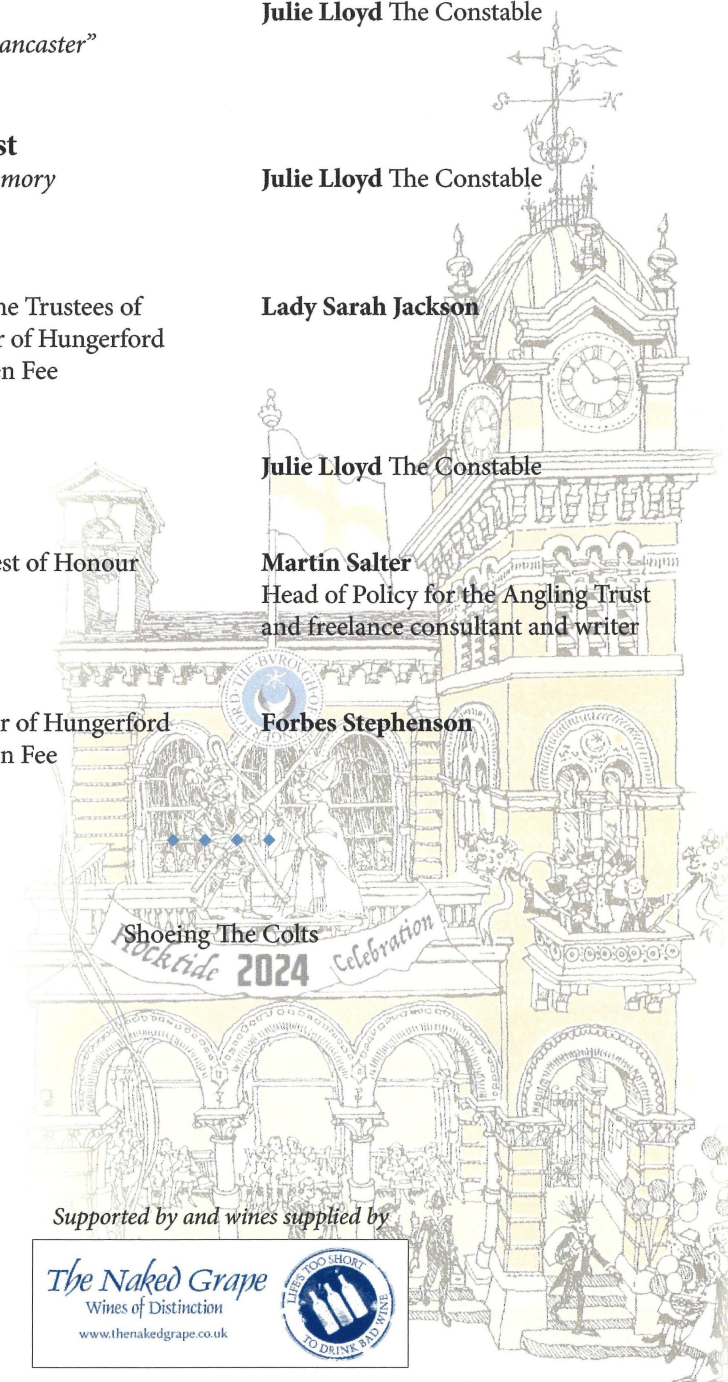 Julie Lloyd The Constable
ancaster”
st
mory
Julie Lloyd The Constable
S N
W
he Trustees of
Lady Sarah Jackson
r of Hungerford
n Fee
Julie Lloyd The Constable
est of Honour
Martin Salter
Head of Policy for the Angling Trust
and freelance consultant and writer
r of Hungerford
Forbes Stephenson
n Fee
Shoeing The Colts
Hocktide 2024 Celebration
Supported by and wines supplied by
The Naked Grape
Wines of Distinction
www.thenakedgrape.co.uk
LIFE'S TOO SHORT
TO DRINK BAD WINE